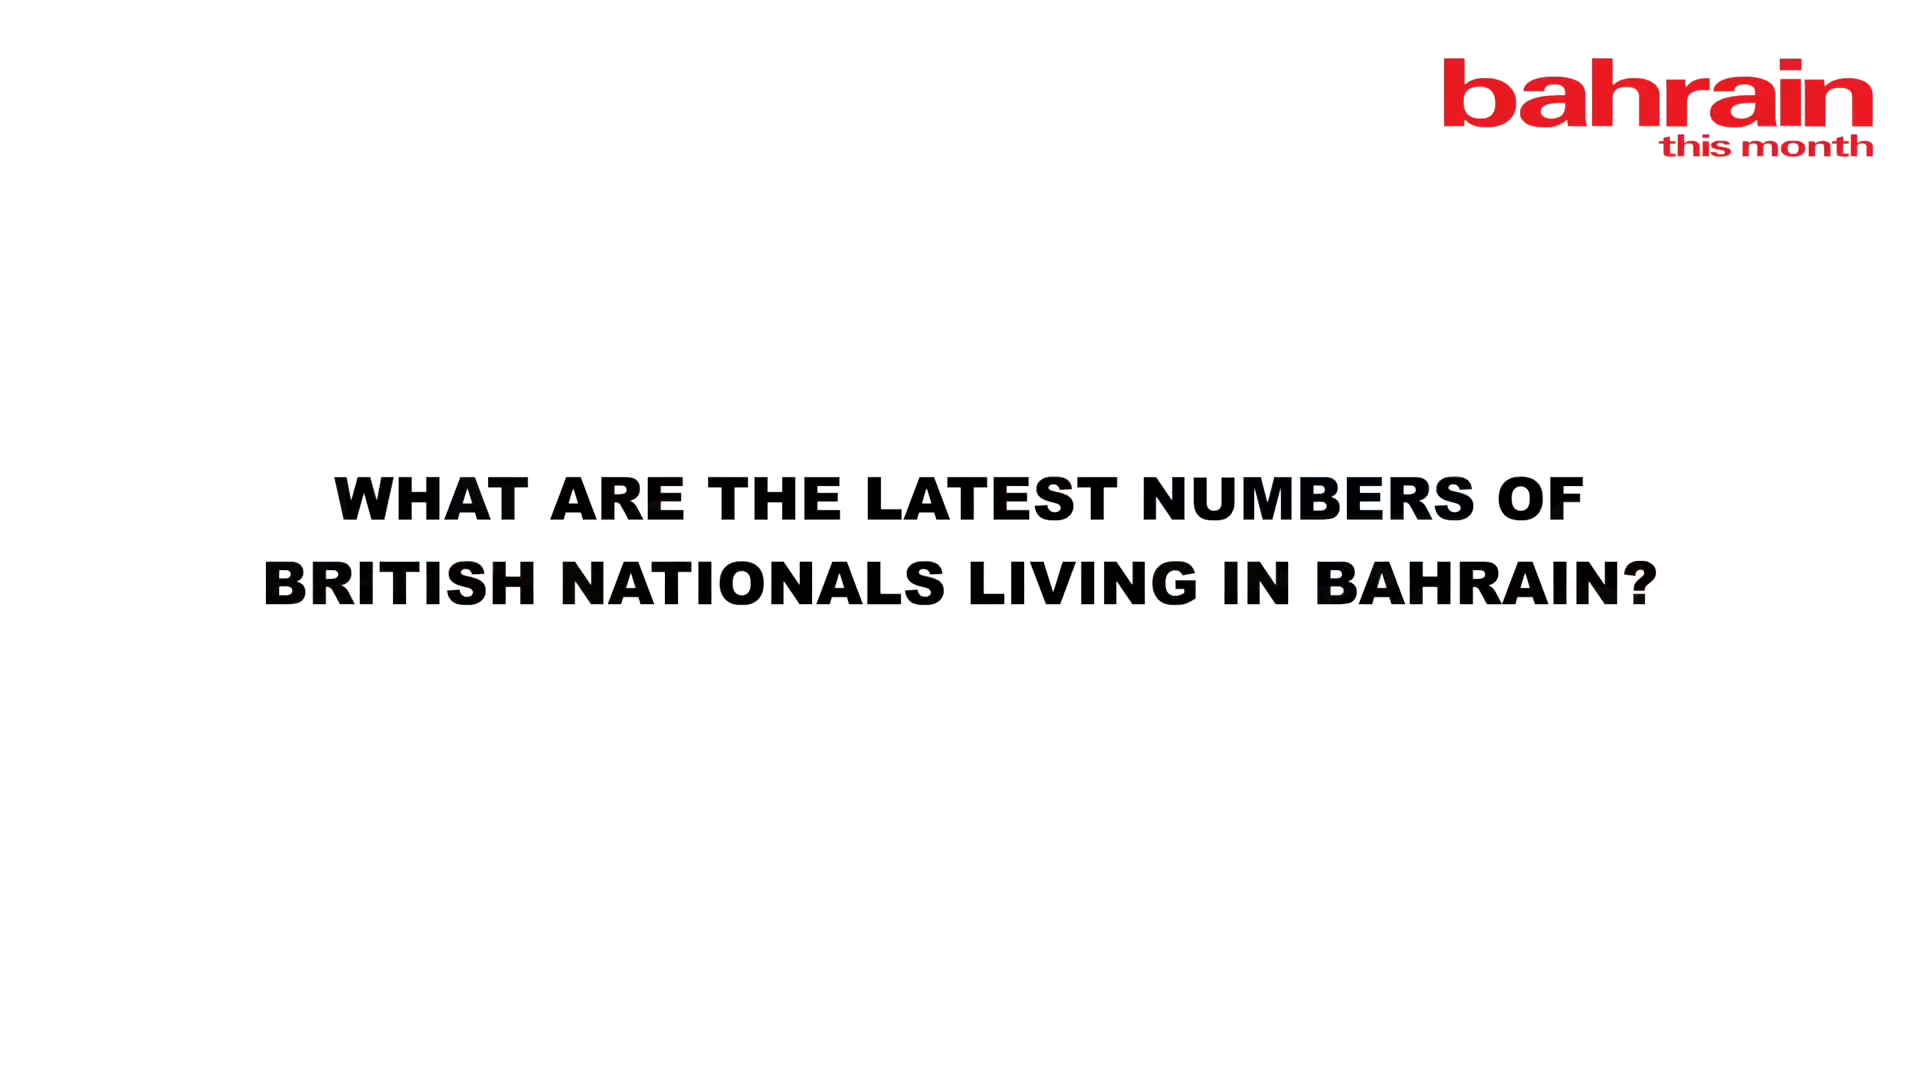 bahrain
this month
WHAT ARE THE LATEST NUMBERS OF
BRITISH NATIONALS LIVING IN BAHRAIN?